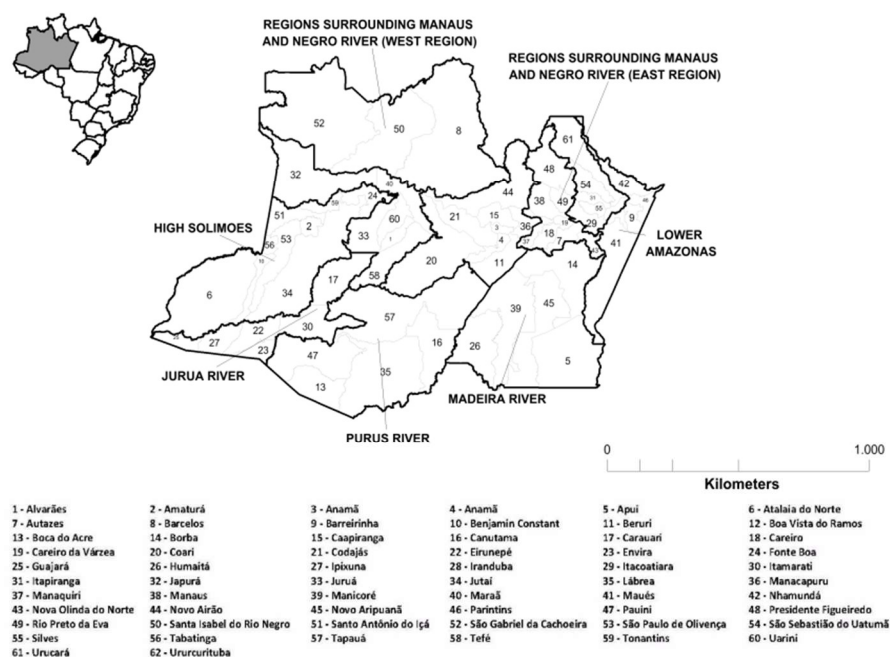 REGIONS SURROUNDING MANAUS
AND NEGRO RIVER (WEST REGION)
REGIONS SURROUNDING MANAUS
AND NEGRO RIVER (EAST REGION)
61
52
50
8
48
32
44
54
42
40
24
59
38
49
31
55
46
9
51
2
60
21
15
3
36
19
29
HIGH SOLIMOES
56
53
33
1
4
37
18
7
43
41
LOWER
AMAZONAS
10
20
11
14
17
58
6
34
39
45
57
22
30
27
23
47
16
26
5
35
13
JURUA RIVER
MADEIRA RIVER
PURUS RIVER
0 1.000
Kilometers
1 - Alvarães 2 - Amaturá 3 - Anamã 4 - Anamã 5 - Apui 6 - Atalaia do Norte
7 - Autazes 8 - Barcelos 9 - Barreirinha 10 - Benjamin Constant 11 - Beruri 12 - Boa Vista do Ramos
13 - Boca do Acre 14 - Borba 15 - Caapiranga 16 - Canutama 17 - Carauari 18 - Careiro
19 - Careiro da Várzea 20 - Coari 21 - Codajás 22 - Eirunepé 23 - Envira 24 - Fonte Boa
25 - Guajará 26 - Humaitá 27 - Ipixuna 28 - Iranduba 29 - Itacoatiara 30 - Itamarati
31 - Itapiranga 32 - Japurá 33 - Juruá 34 - Jutaí 35 - Lábrea 36 - Manacapuru
37 - Manaquiri 38 - Manaus 39 - Manicoré 40 - Maraã 41 - Maués 42 - Nhamundá
43 - Nova Olinda do Norte 44 - Novo Airão 45 - Novo Aripuanã 46 - Parintins 47 - Pauini 48 - Presidente Figueiredo
49 - Rio Preto da Eva 50 - Santa Isabel do Rio Negro 51 - Santo Antônio do Içá 52 - São Gabriel da Cachoeira 53 - São Paulo de Olivença 54 - São Sebastião do Uatumã
55 - Silves 56 - Tabatinga 57 - Tapauá 58 - Tefé 59 - Tonantins 60 - Uarini
61 - Urucará 62 - Ururcurituba